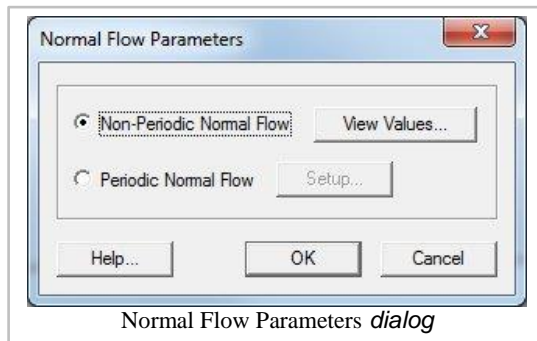 Normal Flow Parameters
Non-Periodic Normal Flow View Values...
Periodic Normal Flow Setup...
Help... OK Cancel
Normal Flow Parameters dialog